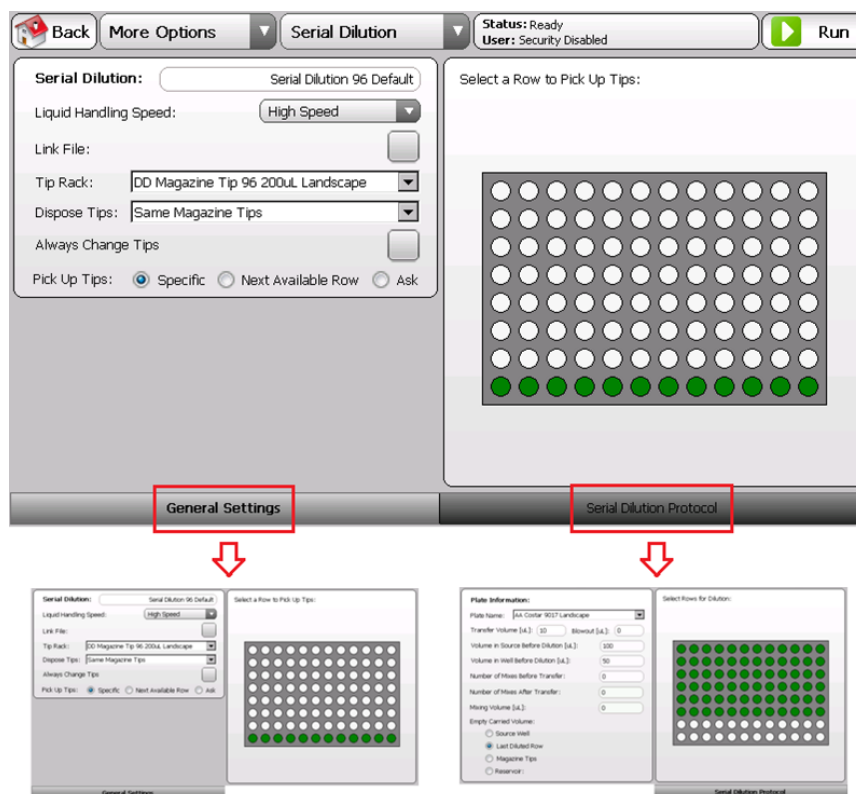 Back
More Options
Serial Dilution
Status: Ready
User: Security Disabled
Run
Serial Dilution:
Serial Dilution 96 Default
Liquid Handling Speed:
High Speed
Link File:
Tip Rack:
DD Magazine Tip 96 200uL Landscape
Dispose Tips:
Same Magazine Tips
Always Change Tips
Pick Up Tips: Specific Next Available Row Ask
Select a Row to Pick Up Tips:
General Settings
Serial Dilution Protocol
Serial Dilution:
Serial Dilution 96 Default
Liquid Handling Speed:
High Speed
Link File:
Tip Rack:
DD Magazine Tip 96 200uL Landscape
Dispose Tips:
Same Magazine Tips
Always Change Tips
Pick Up Tips: Specific Next Available Row Ask
Select a Row to Pick Up Tips:
General Settings
Plate Information:
Plate Name: AA Costar 9017 Landscape
Transfer Volume [uL]: 10 Blowout [uL]: 0
Volume in Source Before Dilution [uL]: 100
Volume in Well Before Dilution [uL]: 50
Number of Mixes Before Transfer: 0
Number of Mixes After Transfer: 0
Mixing Volume [uL]: 0
Empty Carried Volume:
Source Well
Last Diluted Row
Magazine Tips
Reservoir:
Select Rows for Dilution:
Serial Dilution Protocol